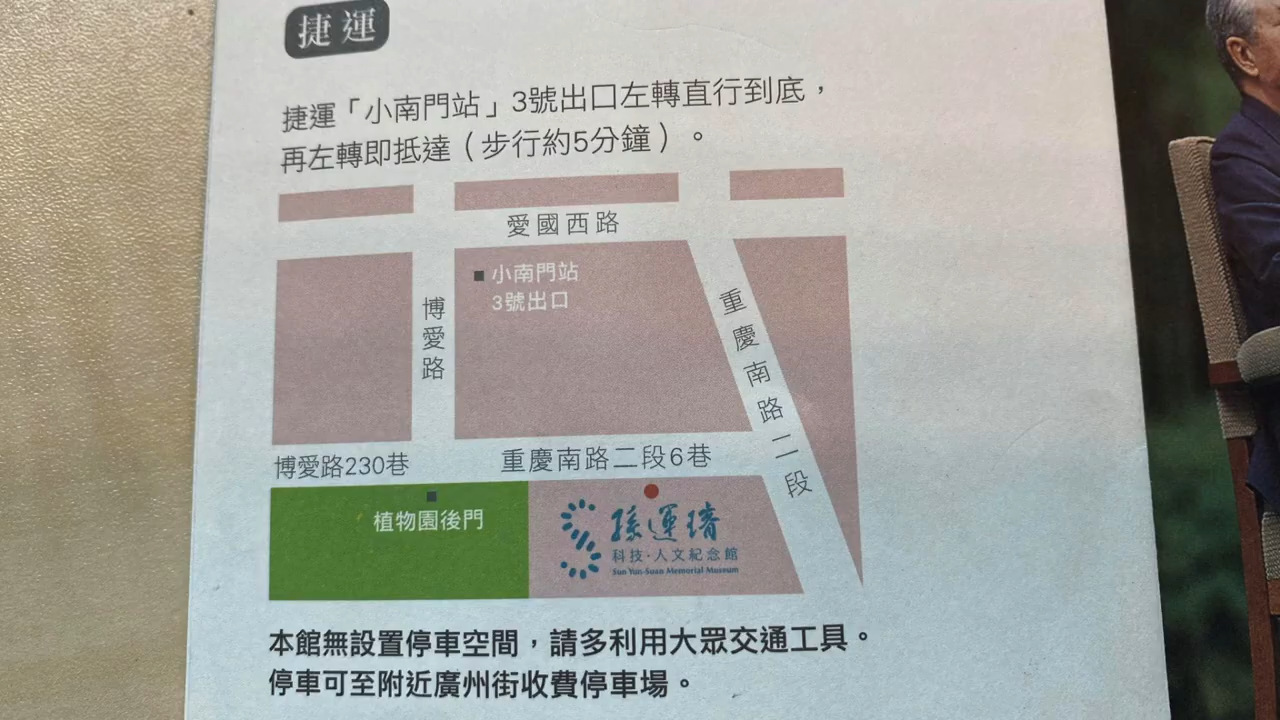 捷運
捷運「小南門站」3號出口左轉直行到底，
再左轉即抵達（步行約5分鐘）。
愛國西路
小南門站
3號出口
博愛路
重慶南路二段
博愛路230巷
重慶南路二段6巷
植物園後門
孫運璿
科技·人文紀念館
Sun Yun-Suan Memorial Museum
本館無設置停車空間，請多利用大眾交通工具。
停車可至附近廣州街收費停車場。